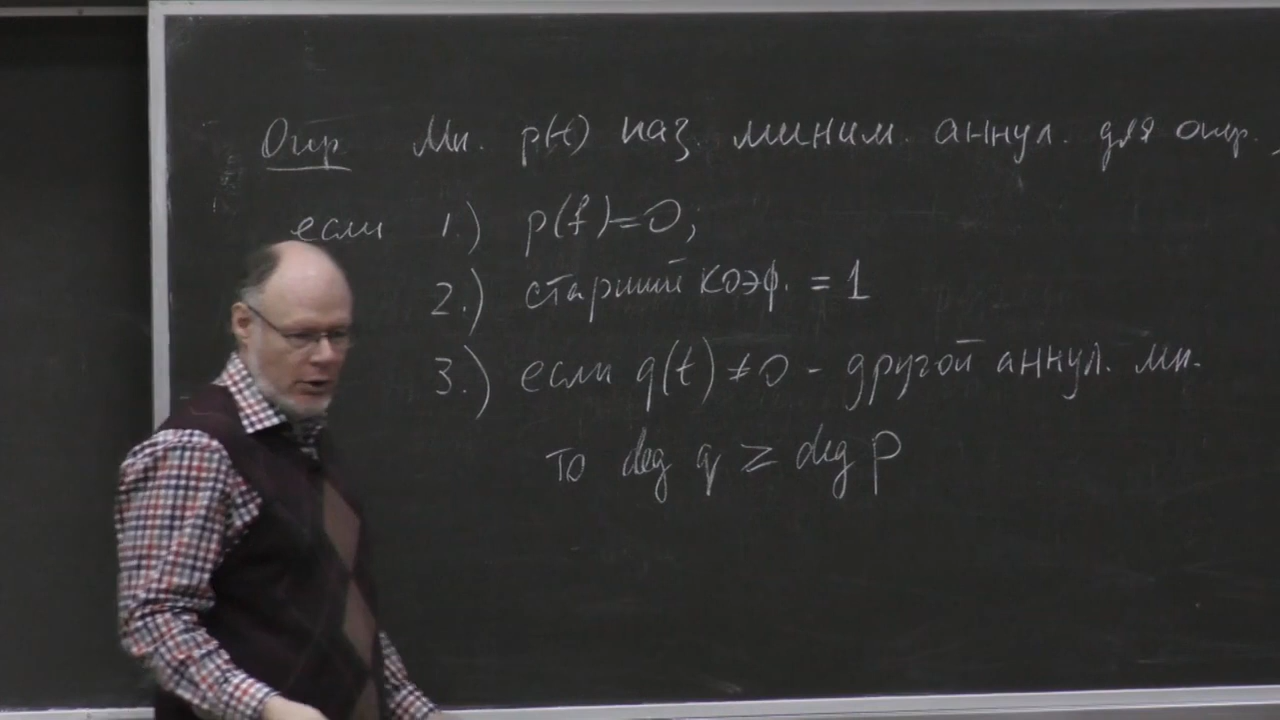 Опр Мн. p(t) наз. миним. аннул. для опр.
если 1.) p(f)=0;
2.) старший коэф. = 1
3.) если q(t) ≠ 0 - другой аннул. мн.
то deg q ≥ deg p